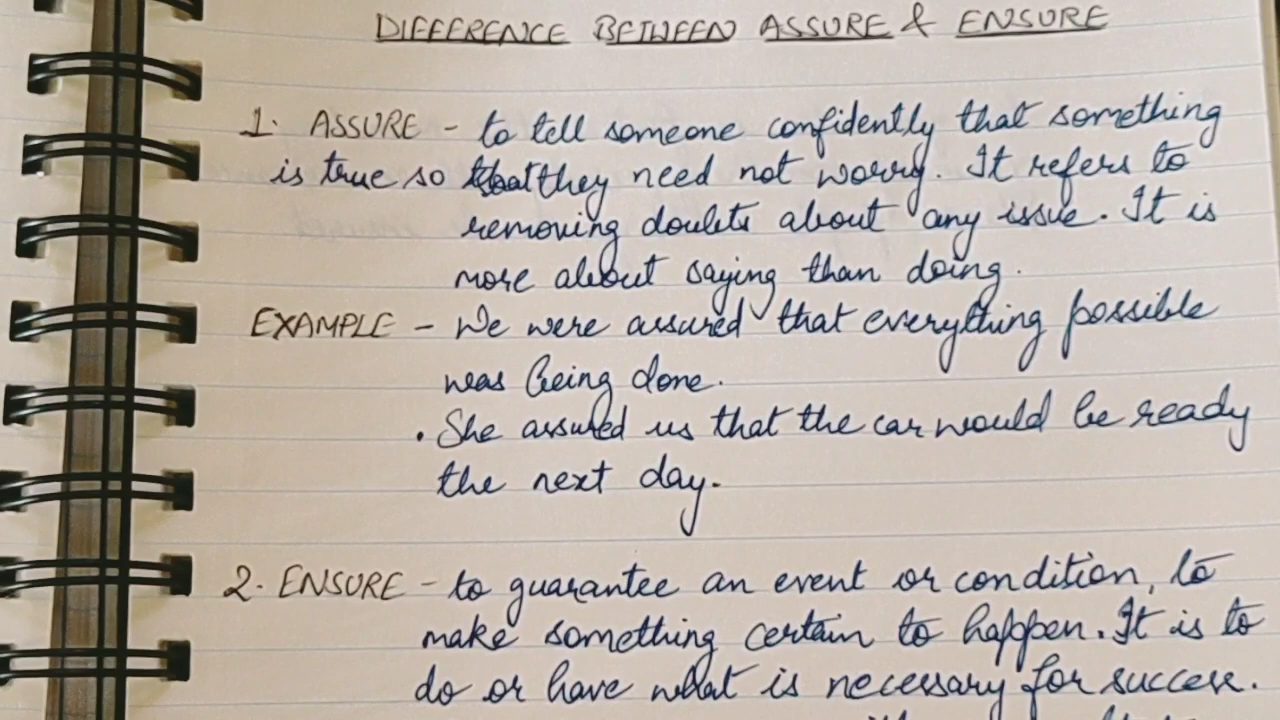 DIFFERENCE BETWEEN ASSURE & ENSURE
1. ASSURE - to tell someone confidently that something
is true so that they need not worry. It refers to
removing doubts about any issue. It is
more about saying than doing.
EXAMPLE - We were assured that everything possible
was being done.
. She assured us that the car would be ready
the next day.
2. ENSURE - to guarantee an event or condition, to
make something certain to happen. It is to
do or have what is necessary for success.